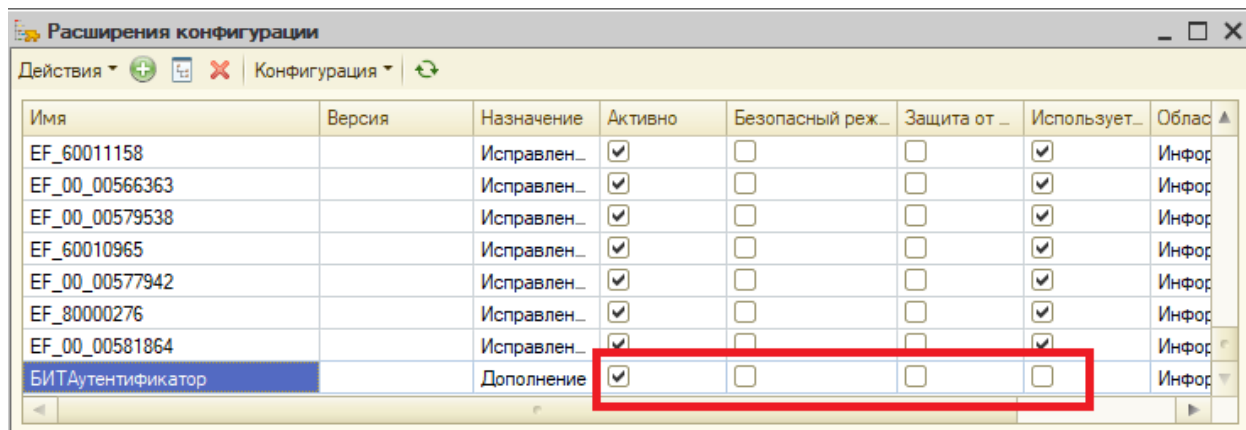 Расширения конфигурации
Действия Конфигурация
Имя Версия Назначение Активно Безопасный реж... Защита от ... Использует... Облас
EF_60011158 Исправлен... Инфор
EF_00_00566363 Исправлен... Инфор
EF_00_00579538 Исправлен... Инфор
EF_60010965 Исправлен... Инфор
EF_00_00577942 Исправлен... Инфор
EF_80000276 Исправлен... Инфор
EF_00_00581864 Исправлен... Инфор
БИТАутентификатор Дополнение Инфор